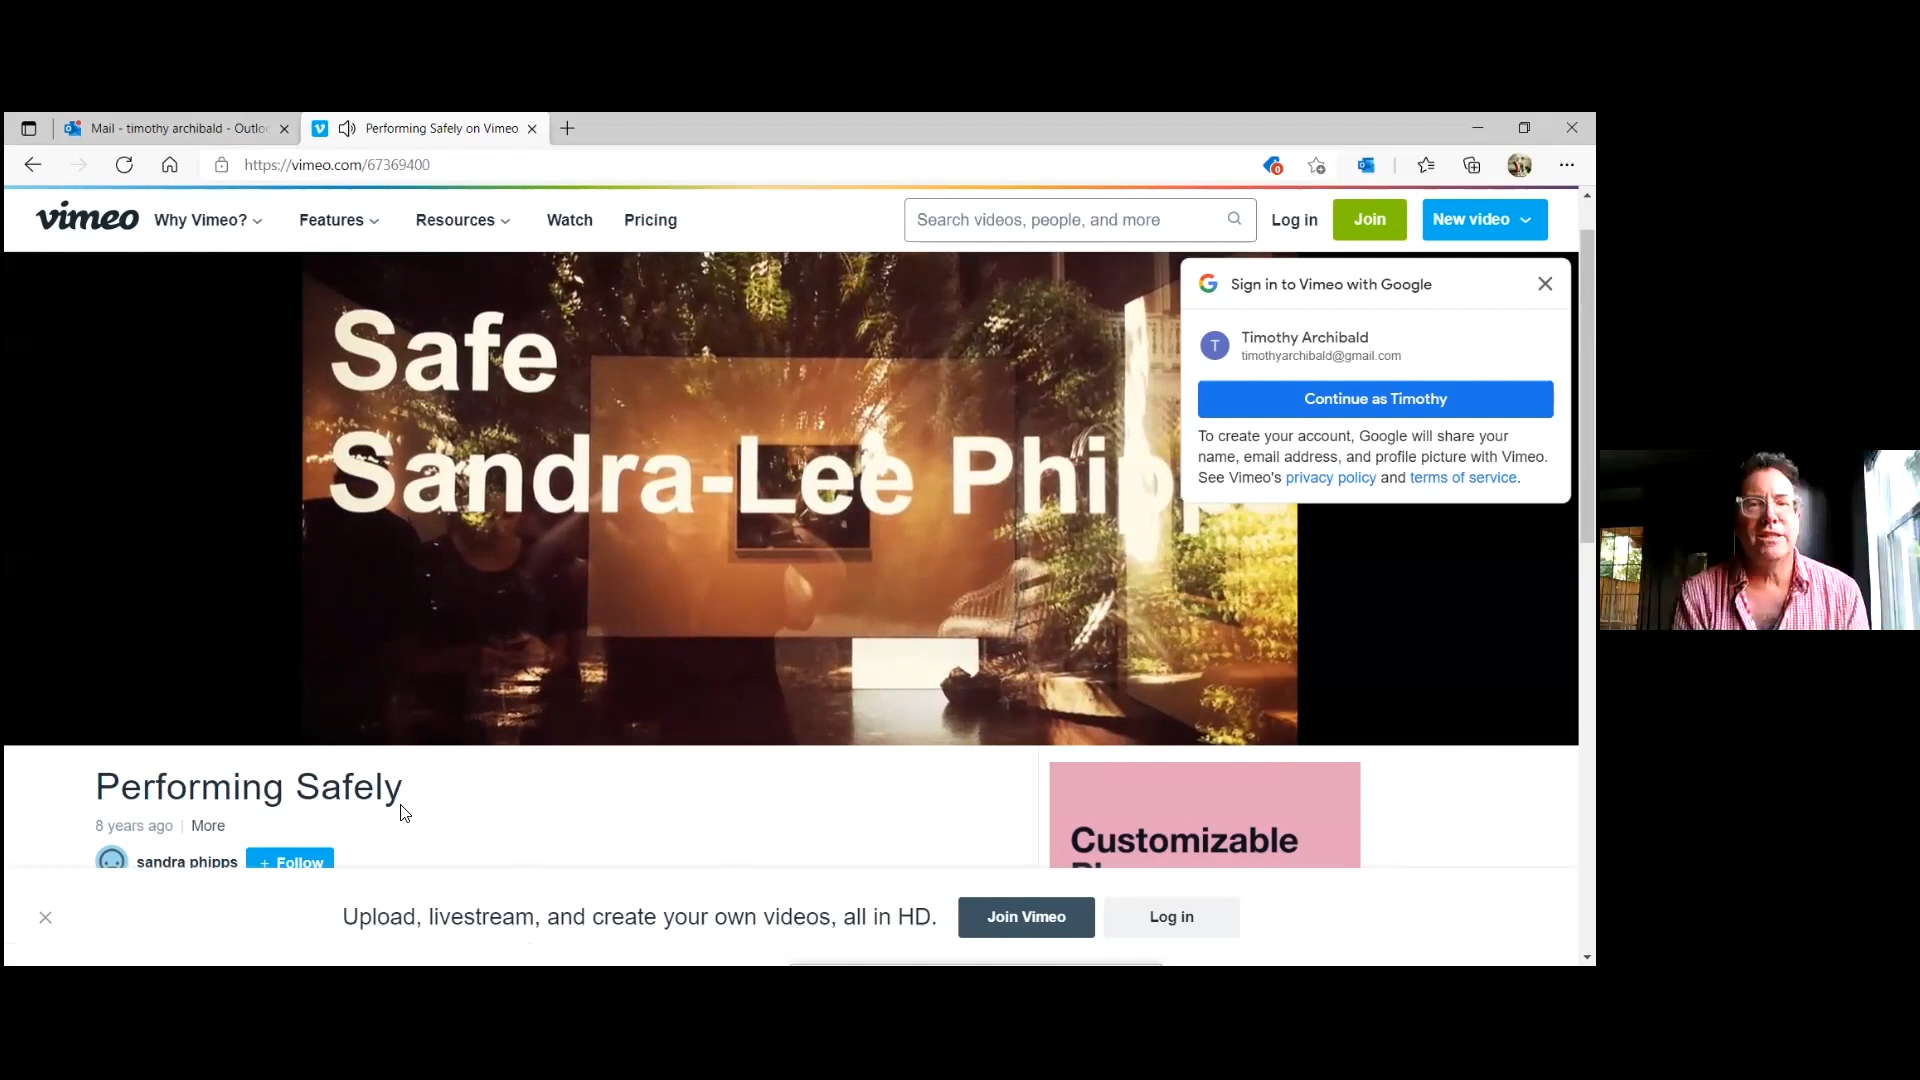 Mail - timothy archibald - Outlo
Performing Safely on Vimeo
https://vimeo.com/67369400
0
vimeo
Why Vimeo?
Features
Resources
Watch
Pricing
Search videos, people, and more
Log in
Join
New video
Safe
Sandra-Lee Phipp
Sign in to Vimeo with Google
T
Timothy Archibald
timothyarchibald@gmail.com
Continue as Timothy
To create your account, Google will share your
name, email address, and profile picture with Vimeo.
See Vimeo's privacy policy and terms of service.
Performing Safely
8 years ago | More
sandra phipps
+ Follow
Customizable
Upload, livestream, and create your own videos, all in HD.
Join Vimeo
Log in